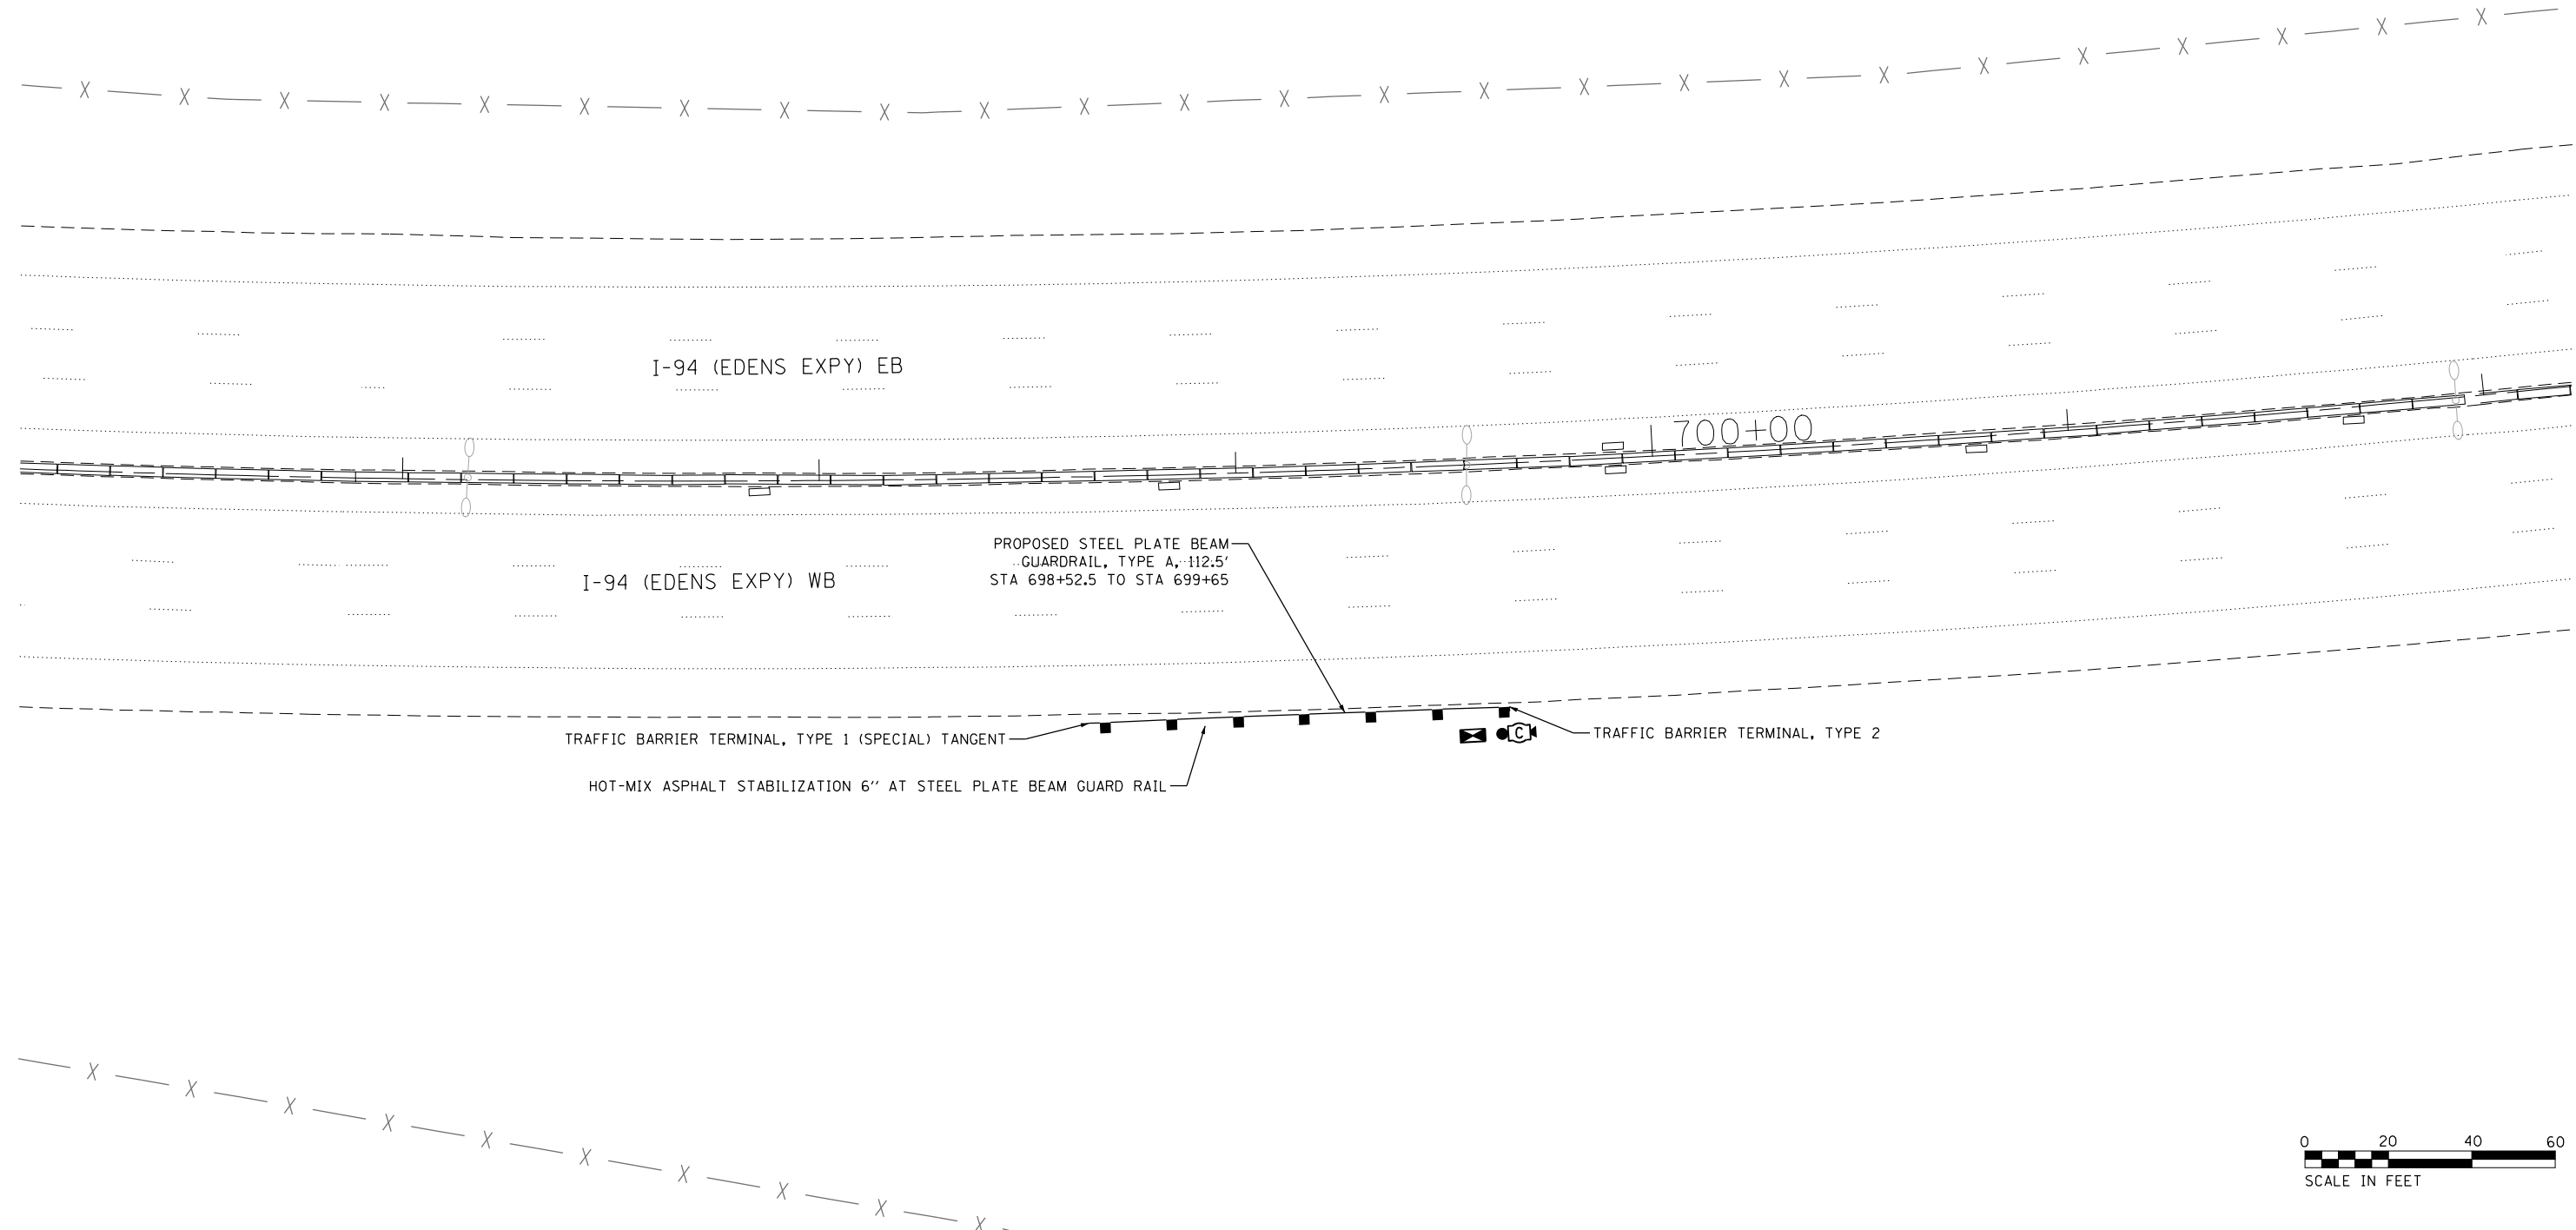 I-94 (EDENS EXPY) EB
700+00
PROPOSED STEEL PLATE BEAM
GUARDRAIL, TYPE A, 112.5'
STA 698+52.5 TO STA 699+65
I-94 (EDENS EXPY) WB
TRAFFIC BARRIER TERMINAL, TYPE 1 (SPECIAL) TANGENT
C
TRAFFIC BARRIER TERMINAL, TYPE 2
HOT-MIX ASPHALT STABILIZATION 6" AT STEEL PLATE BEAM GUARD RAIL
0 20 40 60
SCALE IN FEET